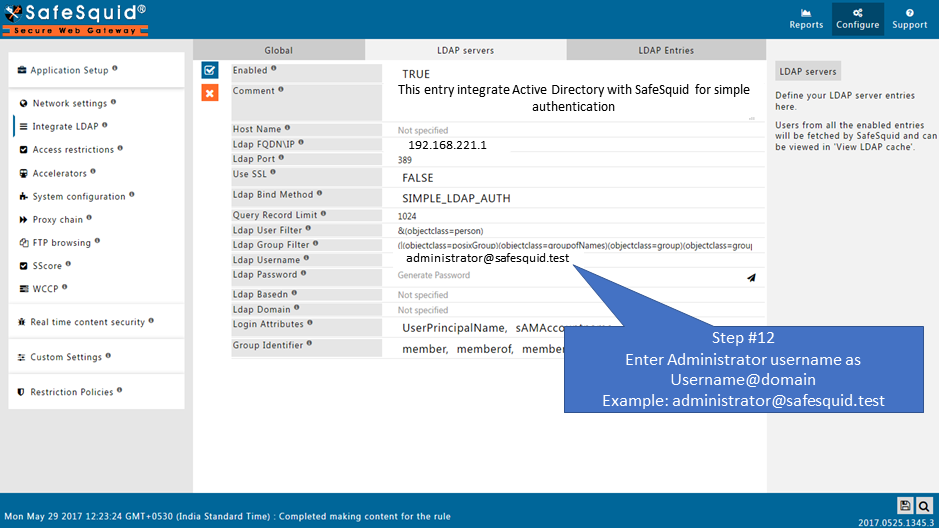 SafeSquid®
Secure Web Gateway
Reports
Configure
Support
Application Setup
Network settings
Integrate LDAP
Access restrictions
Accelerators
System configuration
Proxy chain
FTP browsing
SScore
WCCP
Real time content security
Custom Settings
Restriction Policies
Global
LDAP servers
LDAP Entries
Enabled
TRUE
Comment
This entry integrate Active Directory with SafeSquid for simple
authentication
Host Name
Not specified
Ldap FQDN\IP
192.168.221.1
Ldap Port
389
Use SSL
FALSE
Ldap Bind Method
SIMPLE_LDAP_AUTH
Query Record Limit
1024
Ldap User Filter
&(objectclass=person)
Ldap Group Filter
(|(objectclass=posixGroup)(objectclass=groupofNames)(objectclass=group)(objectclass=group
Ldap Username
administrator@safesquid.test
Ldap Password
Generate Password
Ldap Basedn
Not specified
Ldap Domain
Not specified
Login Attributes
UserPrincipalName, sAMAcco
Group Identifier
member, memberof, member
Step #12
Enter Administrator username as
Username@domain
Example: administrator@safesquid.test
LDAP servers
Define your LDAP server entries
here.
Users from all the enabled entries
will be fetched by SafeSquid and can
be viewed in 'View LDAP cache'.
Mon May 29 2017 12:23:24 GMT+0530 (India Standard Time) : Completed making content for the rule
2017.0525.1345.3